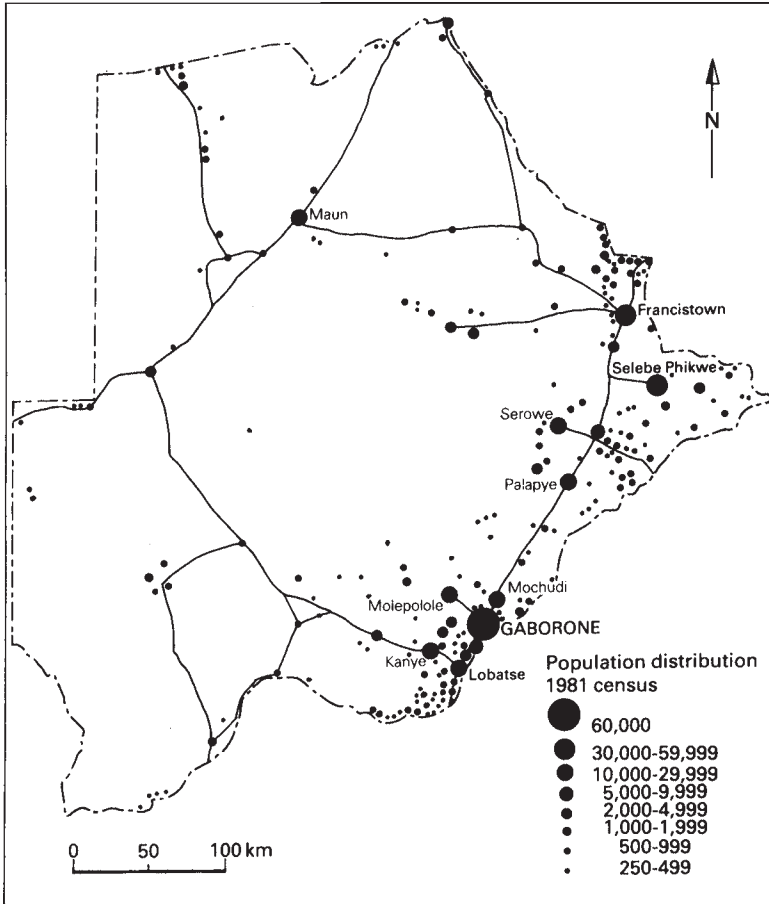 N
Maun
Francistown
Selebe Phikwe
Serowe
Palapye
Mochudi
Molepolole
GABORONE
Kanye
Lobatse
Population distribution
1981 census
60,000
30,000-59,999
10,000-29,999
5,000-9,999
2,000-4,999
1,000-1,999
500-999
250-499
0 50 100 km